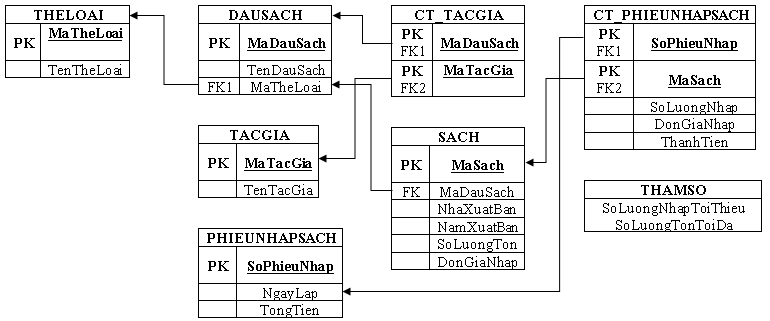 THELOAI
PK MaTheLoai
TenTheLoai
DAUSACH
PK MaDauSach
TenDauSach
FK1 MaTheLoai
CT_TACGIA
PK
FK1 MaDauSach
PK MaTacGia
FK2
CT_PHIEUNHAPSACH
PK
FK1 SoPhieuNhap
PK
FK2 MaSach
SoLuongNhap
DonGiaNhap
ThanhTien
TACGIA
PK MaTacGia
TenTacGia
SACH
PK MaSach
FK MaDauSach
NhaXuatBan
NamXuatBan
SoLuongTon
DonGiaNhap
THAMSO
SoLuongNhapToiThieu
SoLuongTonToiDa
PHIEUNHAPSACH
PK SoPhieuNhap
NgayLap
TongTien